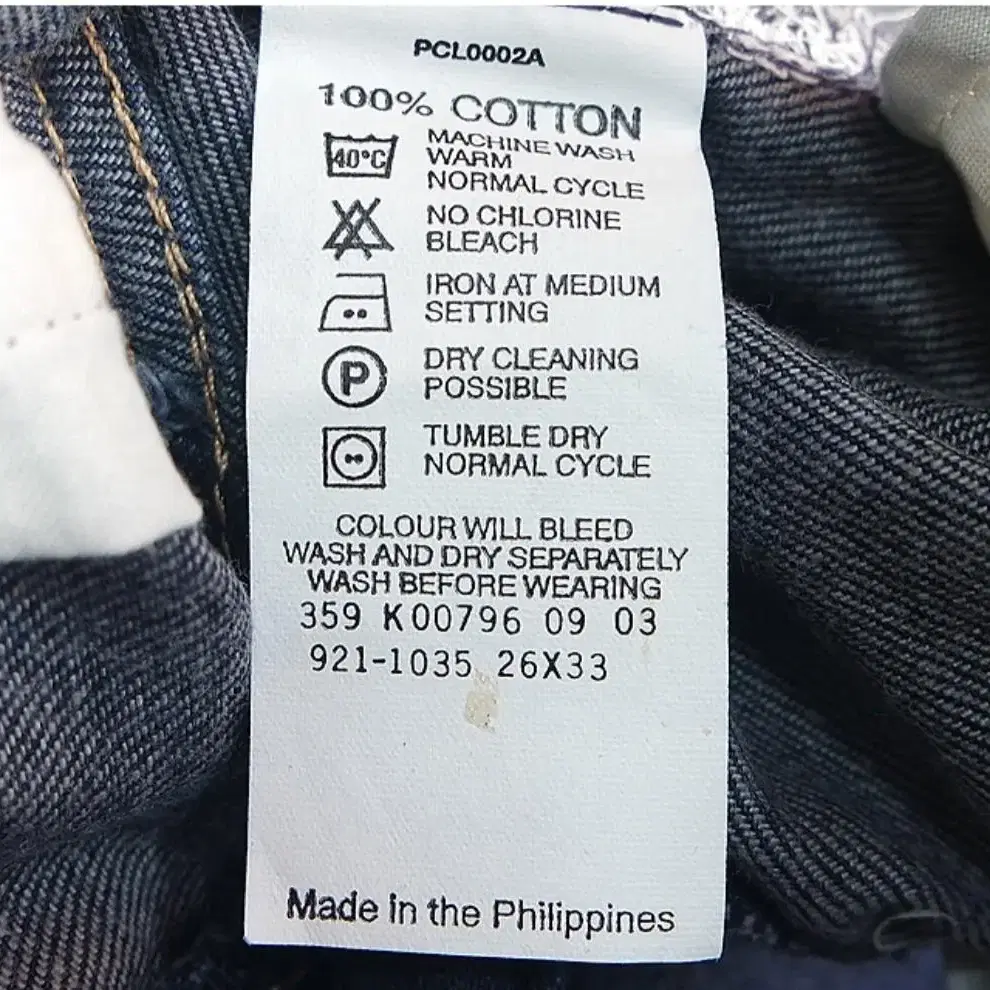 PCL0002A
100% COTTON
40°C
MACHINE WASH
WARM
NORMAL CYCLE
NO CHLORINE
BLEACH
IRON AT MEDIUM
SETTING
P
DRY CLEANING
POSSIBLE
TUMBLE DRY
NORMAL CYCLE
COLOUR WILL BLEED
WASH AND DRY SEPARATELY
WASH BEFORE WEARING
359 K00796 09 03
921-1035 26X33
Made in the Philippines